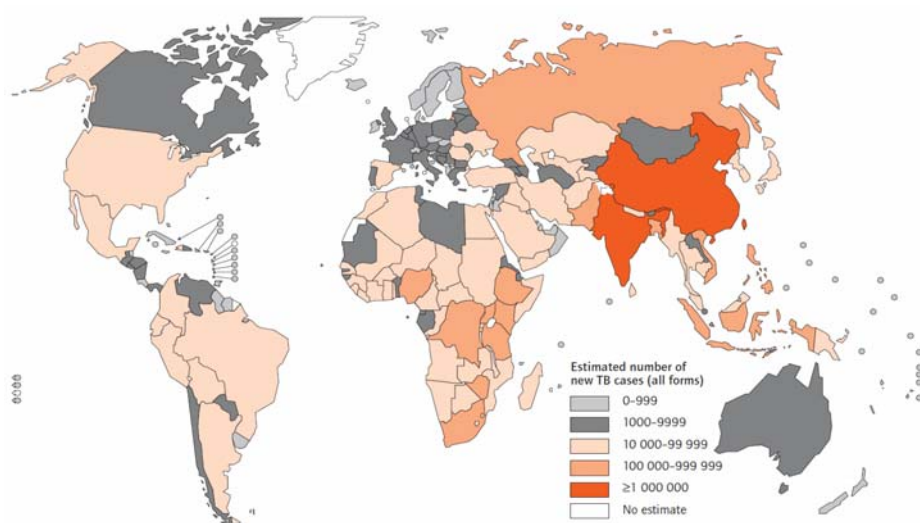 Estimated number of
new TB cases (all forms)
0–999
1000–9999
10 000–99 999
100 000–999 999
≥1 000 000
No estimate